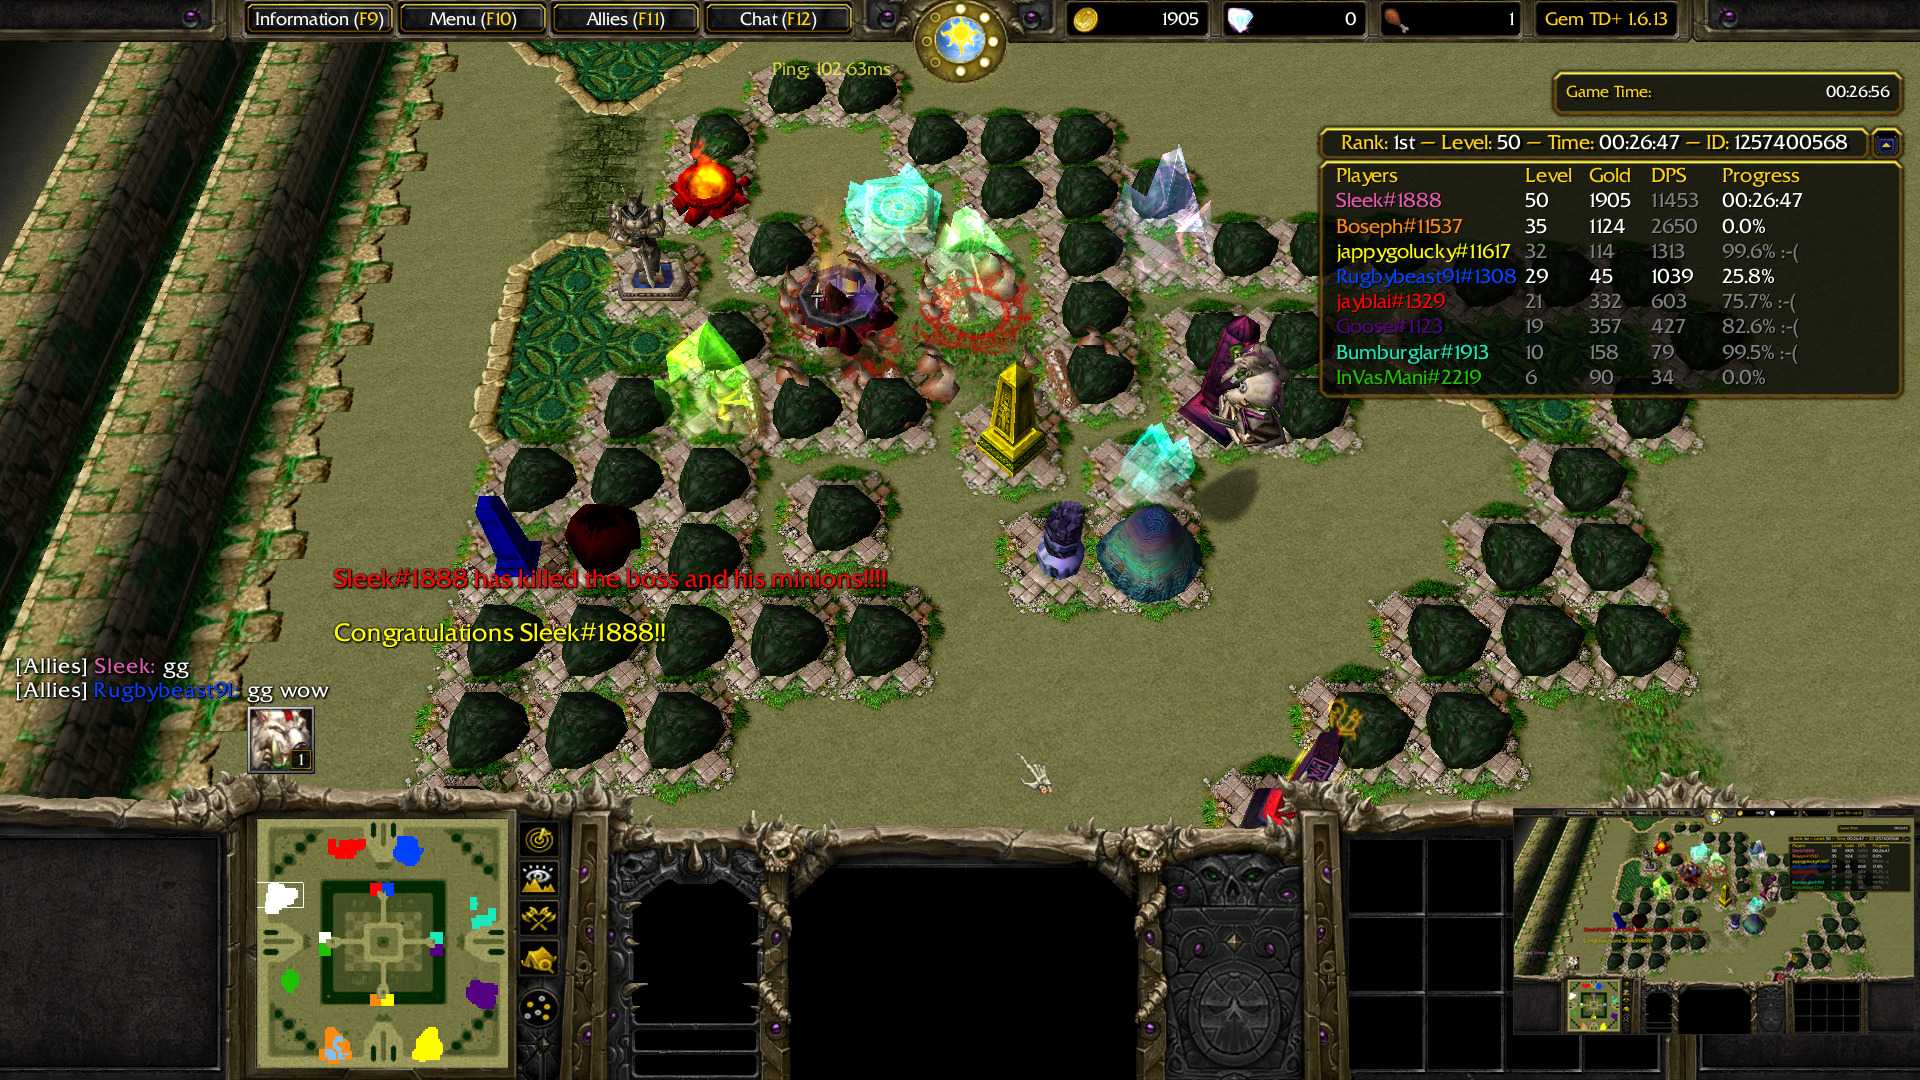 Information (F9)
Menu (F10)
Allies (F11)
Chat (F12)
1905
0
1
Gem TD+ 1.6.13
Ping: 102.63ms
Game Time: 00:26:56
Rank: 1st – Level: 50 – Time: 00:26:47 – ID: 1257400568
Players Level Gold DPS Progress
Sleek#1888 50 1905 11453 00:26:47
Boseph#11537 35 1124 2650 0.0%
jappygolucky#11617 32 114 1313 99.6% :-(
Rugbybeast91#1308 29 45 1039 25.8%
jayblai#1329 21 332 603 75.7% :-(
Goose#1123 19 357 427 82.6% :-(
Bumburglar#1913 10 158 79 99.5% :-(
InVasMani#2219 6 90 34 0.0%
Sleek#1888 has killed the boss and his minions!!!!
Congratulations Sleek#1888!!
[Allies] Sleek: gg
[Allies] Rugbybeast91: gg wow
1